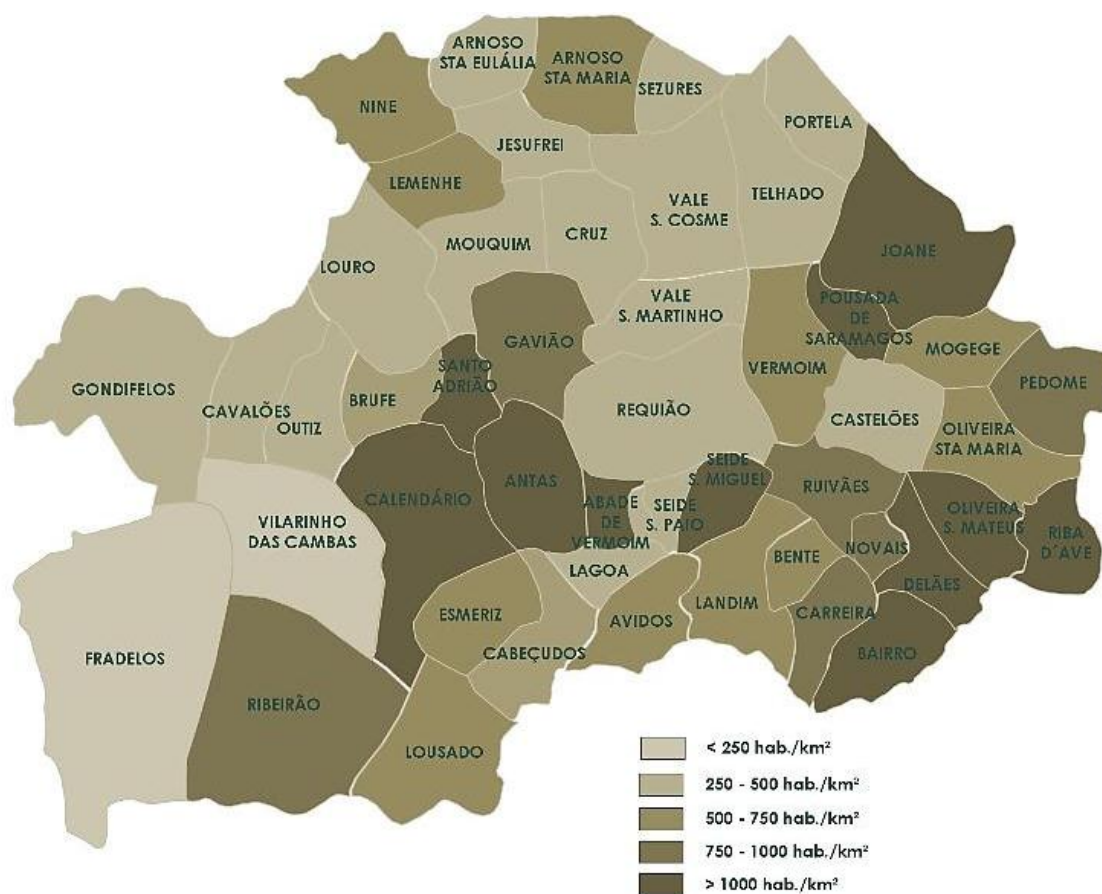 ARNOSO
STA EULÁLIA
ARNOSO
STA MARIA
SEZURES
NINE
PORTELA
JESUFREI
LEMENHE
TELHADO
VALE
S. COSME
MOUQUIM
CRUZ
JOANE
LOURO
VALE
S. MARTINHO
POUSADA
DE
SARAMAGOS
GAVIÃO
MOGEGE
SANTO
ADRIÃO
VERMOIM
PEDOME
GONDIFELOS
BRUFE
CAVALÕES
REQUIÃO
CASTELÕES
OUTIZ
OLIVEIRA
STA MARIA
SEIDE
S. MIGUEL
ANTAS
RUIVÃES
CALENDÁRIO
ABADE
DE
VERMOIM
SEIDE
S. PAIO
OLIVEIRA
S. MATEUS
VILARINHO
DAS CAMBAS
RIBA
D´AVE
NOVAIS
BENTE
LAGOA
DELÃES
LANDIM
CARREIRA
ESMERIZ
AVIDOS
CABEÇUDOS
BAIRRO
FRADELOS
RIBEIRÃO
LOUSADO
< 250 hab./km²
250 - 500 hab./km²
500 - 750 hab./km²
750 - 1000 hab./km²
> 1000 hab./km²